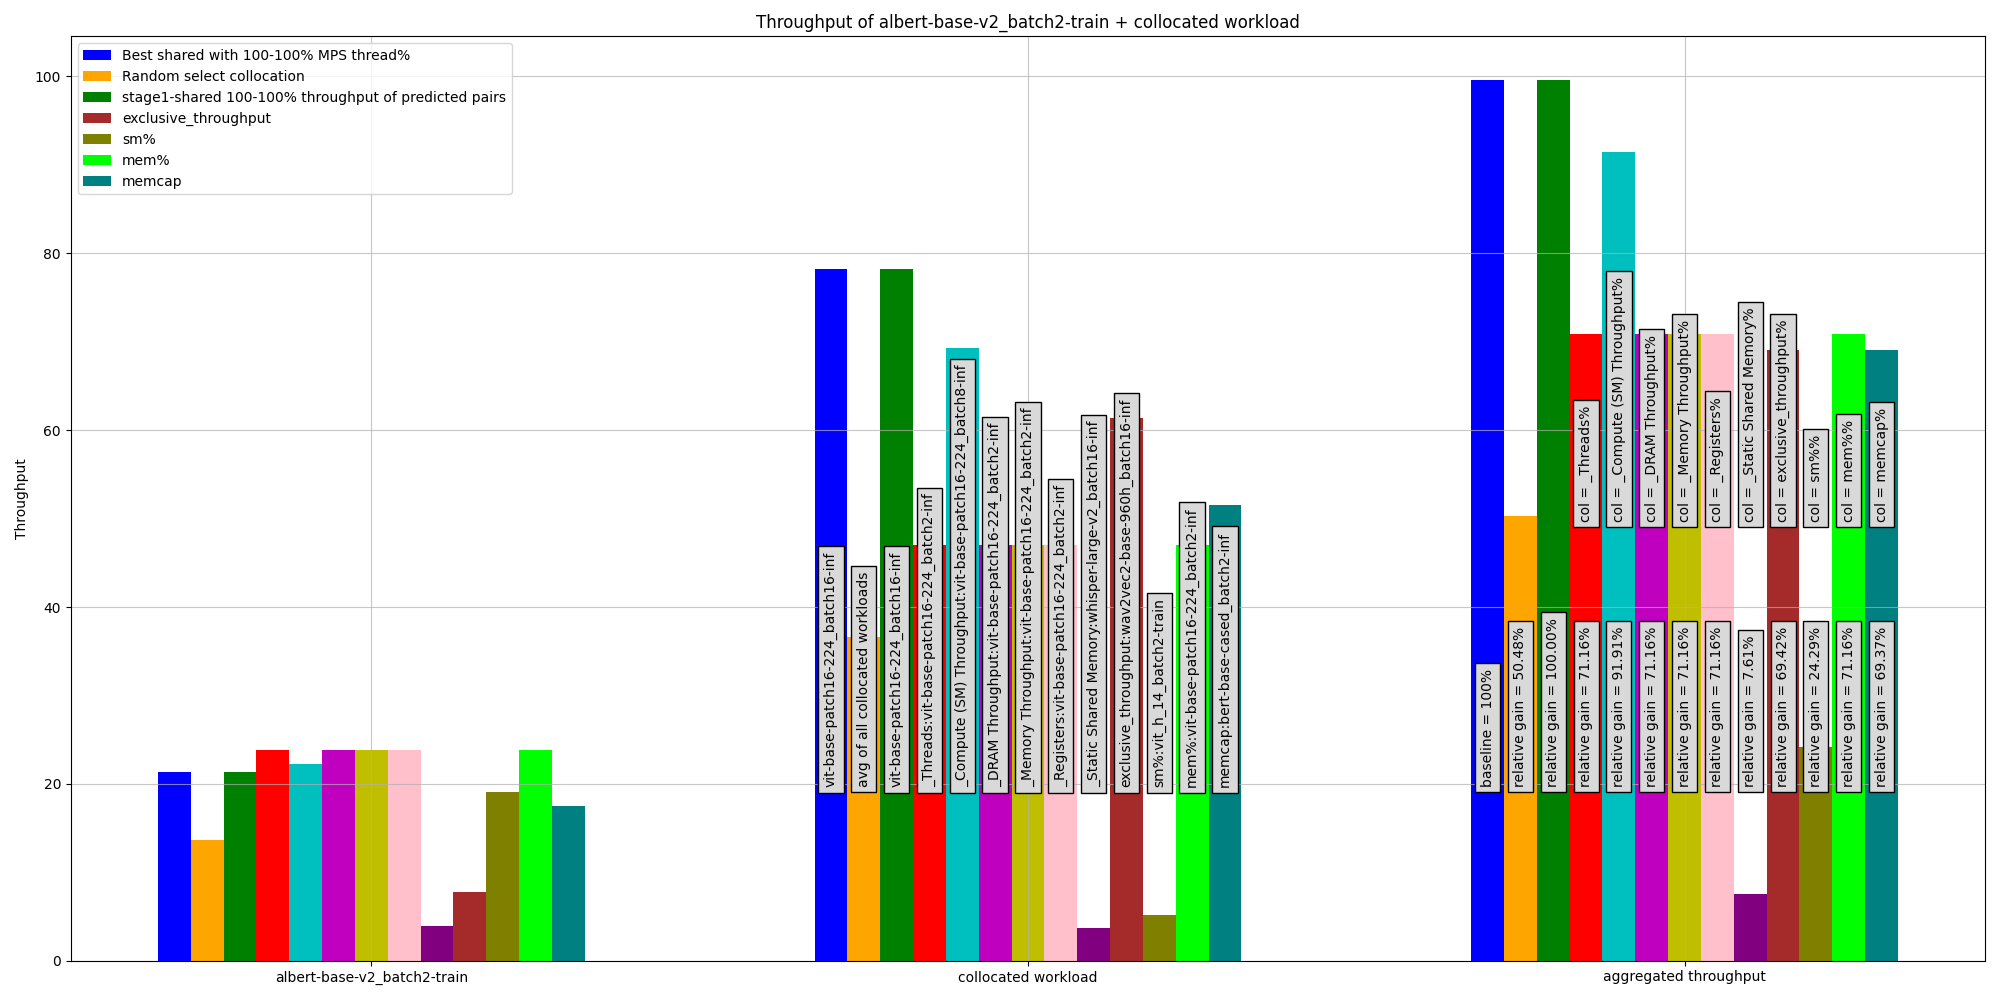 Throughput of albert-base-v2_batch2-train + collocated workload
Best shared with 100-100% MPS thread%
Random select collocation
stage1-shared 100-100% throughput of predicted pairs
exclusive_throughput
sm%
mem%
memcap
Throughput
100
80
60
40
20
0
vit-base-patch16-224_batch16-inf
avg of all collocated workloads
vit-base-patch16-224_batch16-inf
_Threads:vit-base-patch16-224_batch2-inf
_Compute (SM) Throughput:vit-base-patch16-224_batch8-inf
_DRAM Throughput:vit-base-patch16-224_batch2-inf
_Memory Throughput:vit-base-patch16-224_batch2-inf
_Registers:vit-base-patch16-224_batch2-inf
_Static Shared Memory:whisper-large-v2_batch16-inf
exclusive_throughput:wav2vec2-base-960h_batch16-inf
sm%:vit_h_14_batch2-train
mem%:vit-base-patch16-224_batch2-inf
memcap:bert-base-cased_batch2-inf
col = _Threads%
col = _Compute (SM) Throughput%
col = _DRAM Throughput%
col = _Memory Throughput%
col = _Registers%
col = _Static Shared Memory%
col = exclusive_throughput%
col = sm%%
col = mem%%
col = memcap%
baseline = 100%
relative gain = 50.48%
relative gain = 100.00%
relative gain = 71.16%
relative gain = 91.91%
relative gain = 71.16%
relative gain = 71.16%
relative gain = 71.16%
relative gain = 7.61%
relative gain = 69.42%
relative gain = 24.29%
relative gain = 71.16%
relative gain = 69.37%
albert-base-v2_batch2-train
collocated workload
aggregated throughput